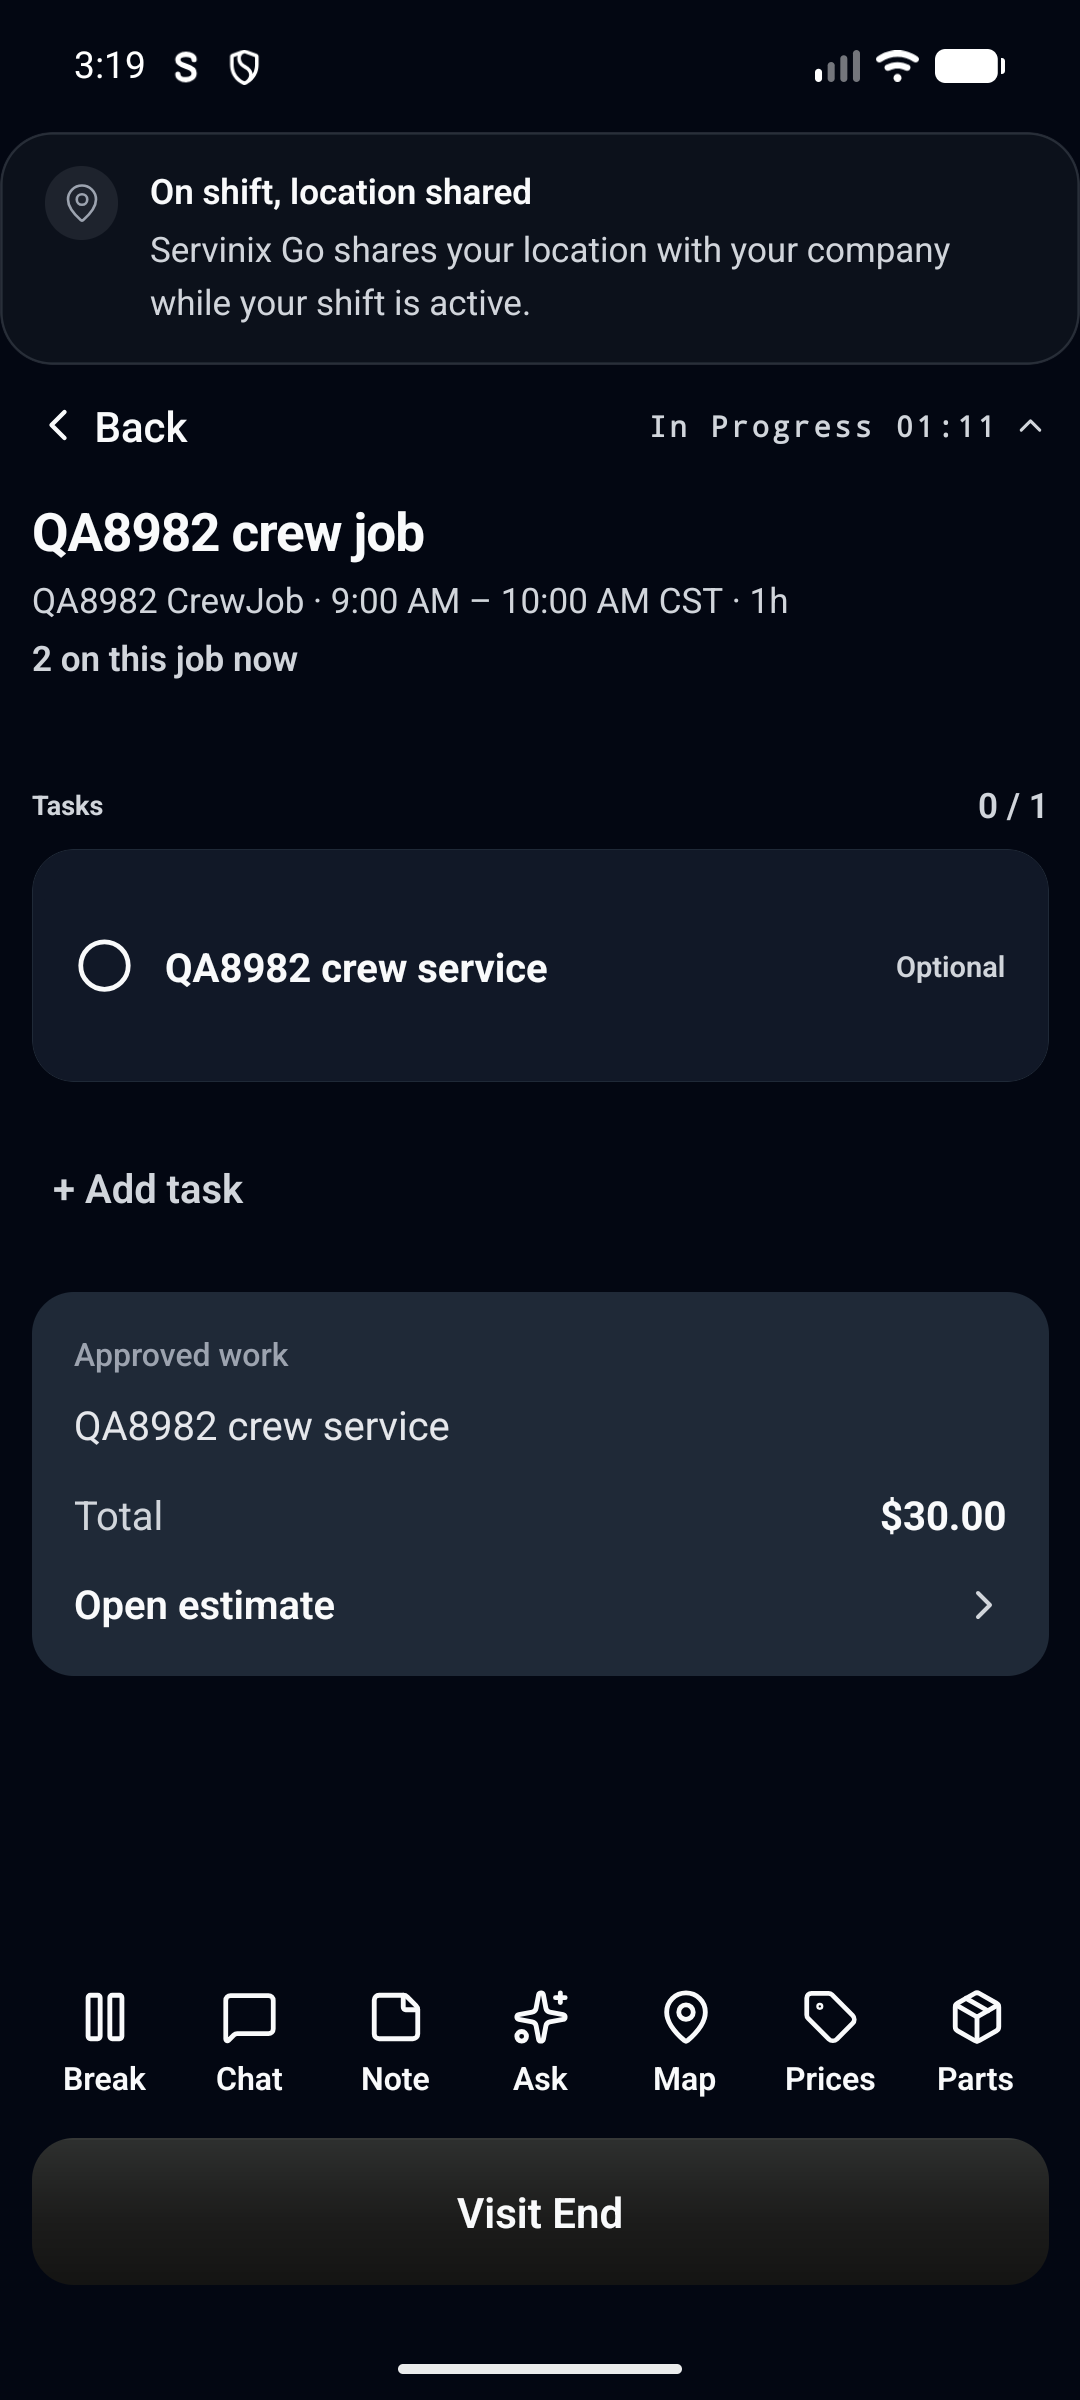 3:19 S
On shift, location shared
Servinix Go shares your location with your company
while your shift is active.
Back
In Progress 01:11
QA8982 crew job
QA8982 CrewJob · 9:00 AM – 10:00 AM CST · 1h
2 on this job now
Tasks 0 / 1
QA8982 crew service Optional
+ Add task
Approved work
QA8982 crew service
Total $30.00
Open estimate
Break Chat Note Ask Map Prices Parts
Visit End